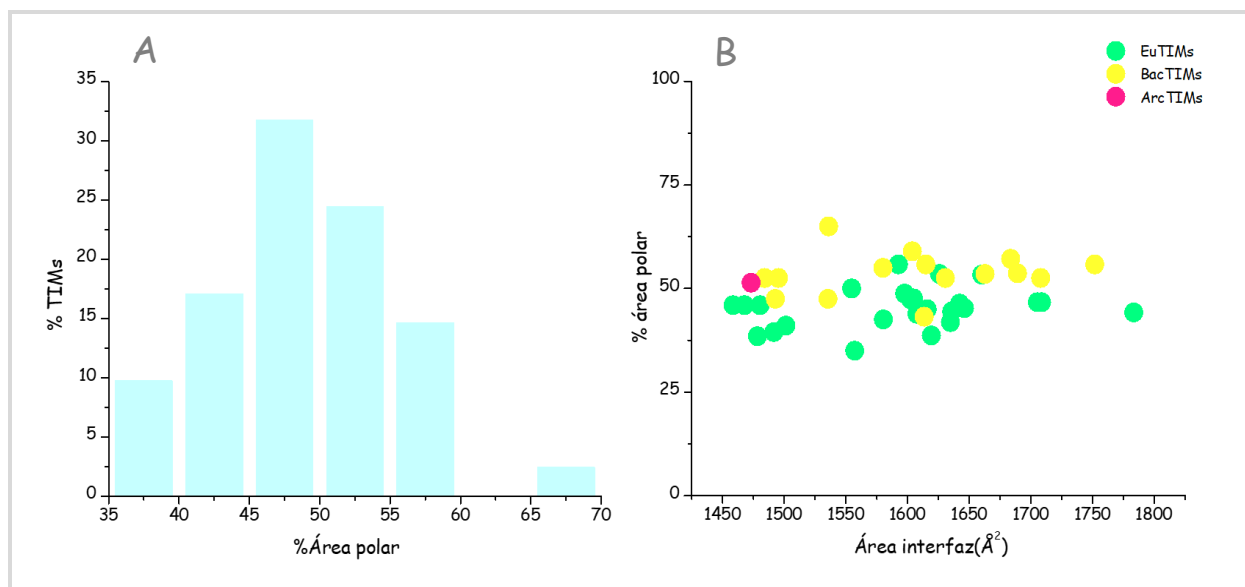 A
35
30
25
20
15
10
5
0
% TIMs
35 40 45 50 55 60 65 70
%Área polar
B
EuTIMs
BacTIMs
ArcTIMs
100
75
50
25
0
% área polar
1450 1500 1550 1600 1650 1700 1750 1800
Área interfaz(Å²)